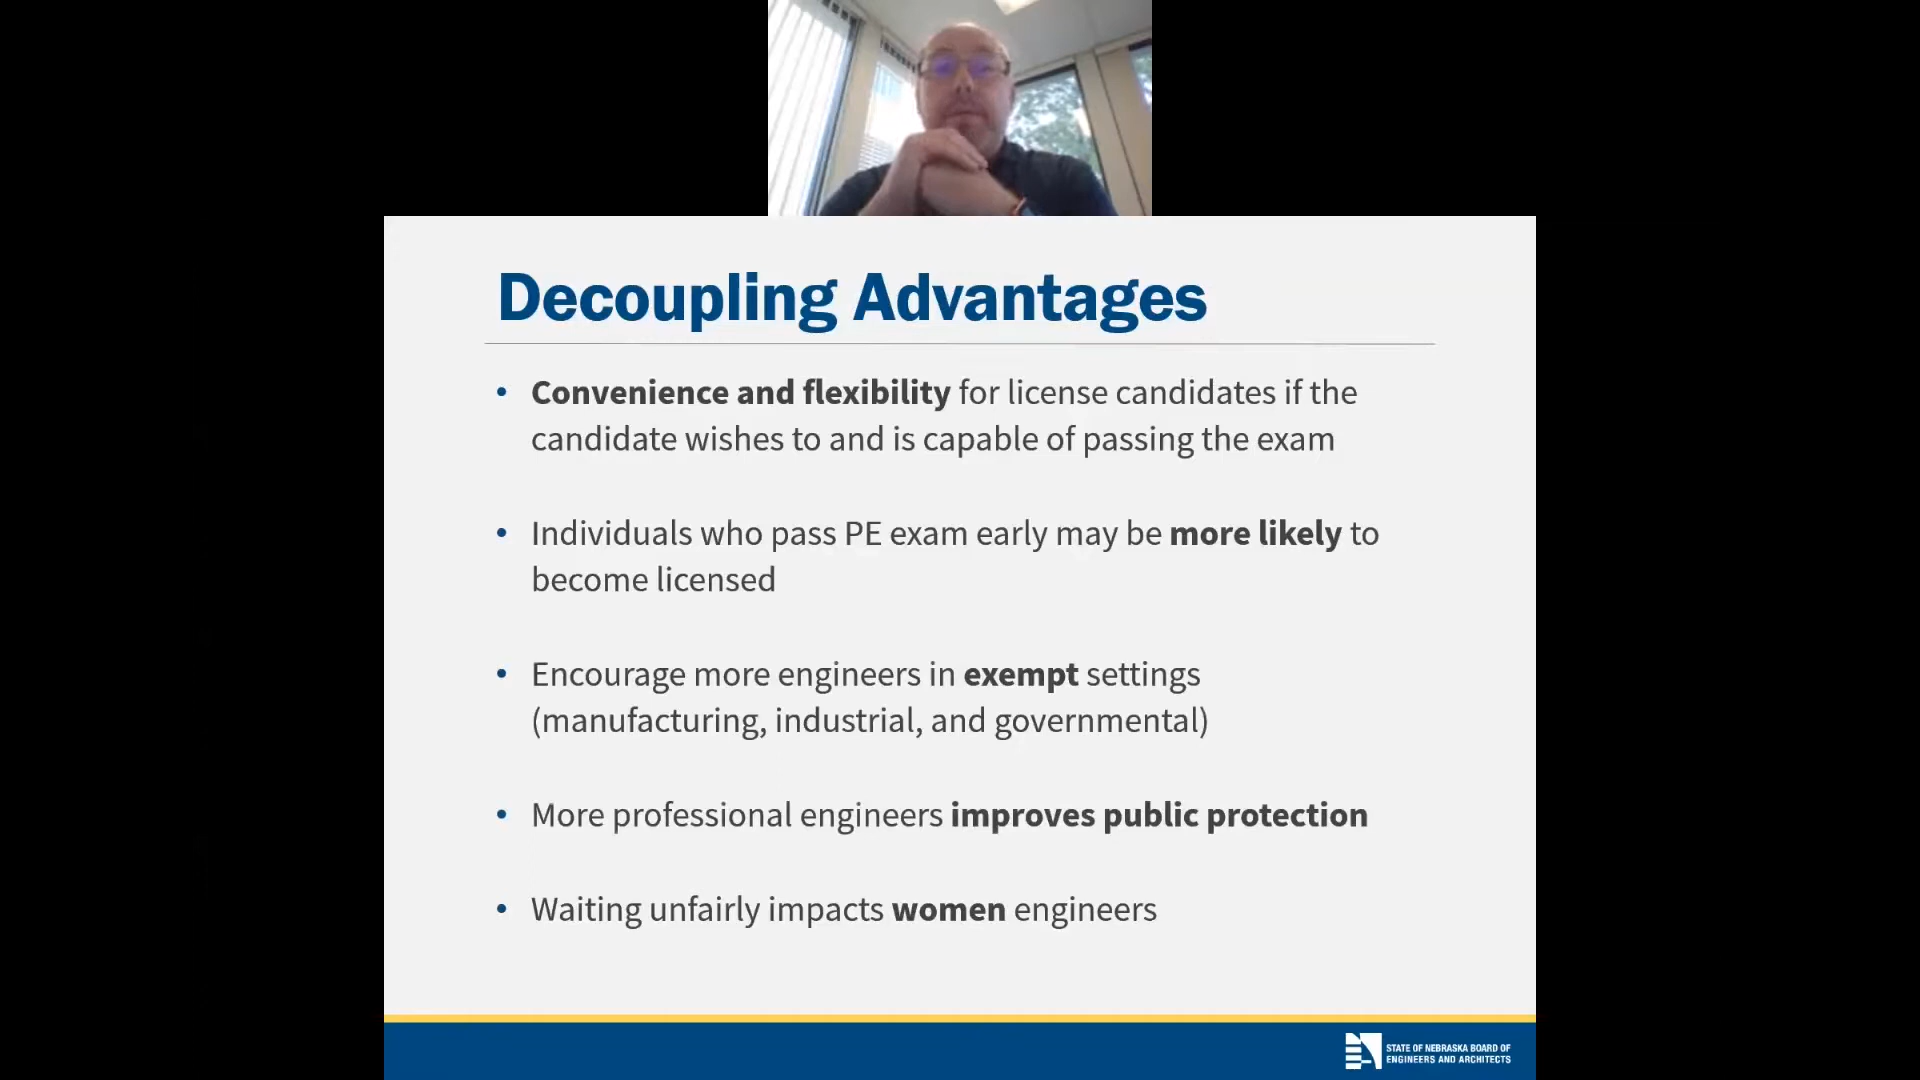 Decoupling Advantages
• Convenience and flexibility for license candidates if the
candidate wishes to and is capable of passing the exam
• Individuals who pass PE exam early may be more likely to
become licensed
• Encourage more engineers in exempt settings
(manufacturing, industrial, and governmental)
• More professional engineers improves public protection
• Waiting unfairly impacts women engineers
STATE OF NEBRASKA BOARD OF
ENGINEERS AND ARCHITECTS